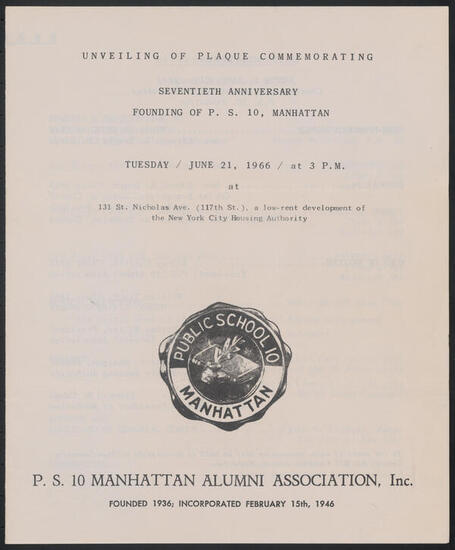 UNVEILING OF PLAQUE COMMEMORATING
SEVENTIETH ANNIVERSARY
FOUNDING OF P. S. 10, MANHATTAN
TUESDAY / JUNE 21, 1966 / at 3 P.M.
at
131 St. Nicholas Ave. (117th St.), a low-rent development of
the New York City Housing Authority
PUBLIC SCHOOL 10
MANHATTAN
P. S. 10 MANHATTAN ALUMNI ASSOCIATION, Inc.
FOUNDED 1936; INCORPORATED FEBRUARY 15th, 1946